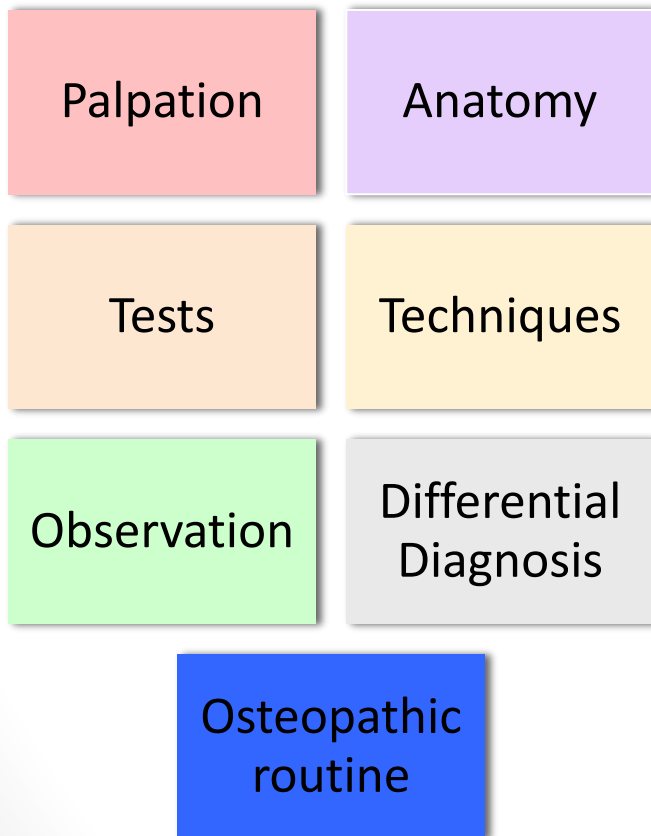 Palpation
Anatomy
Tests
Techniques
Observation
Differential
Diagnosis
Osteopathic
routine